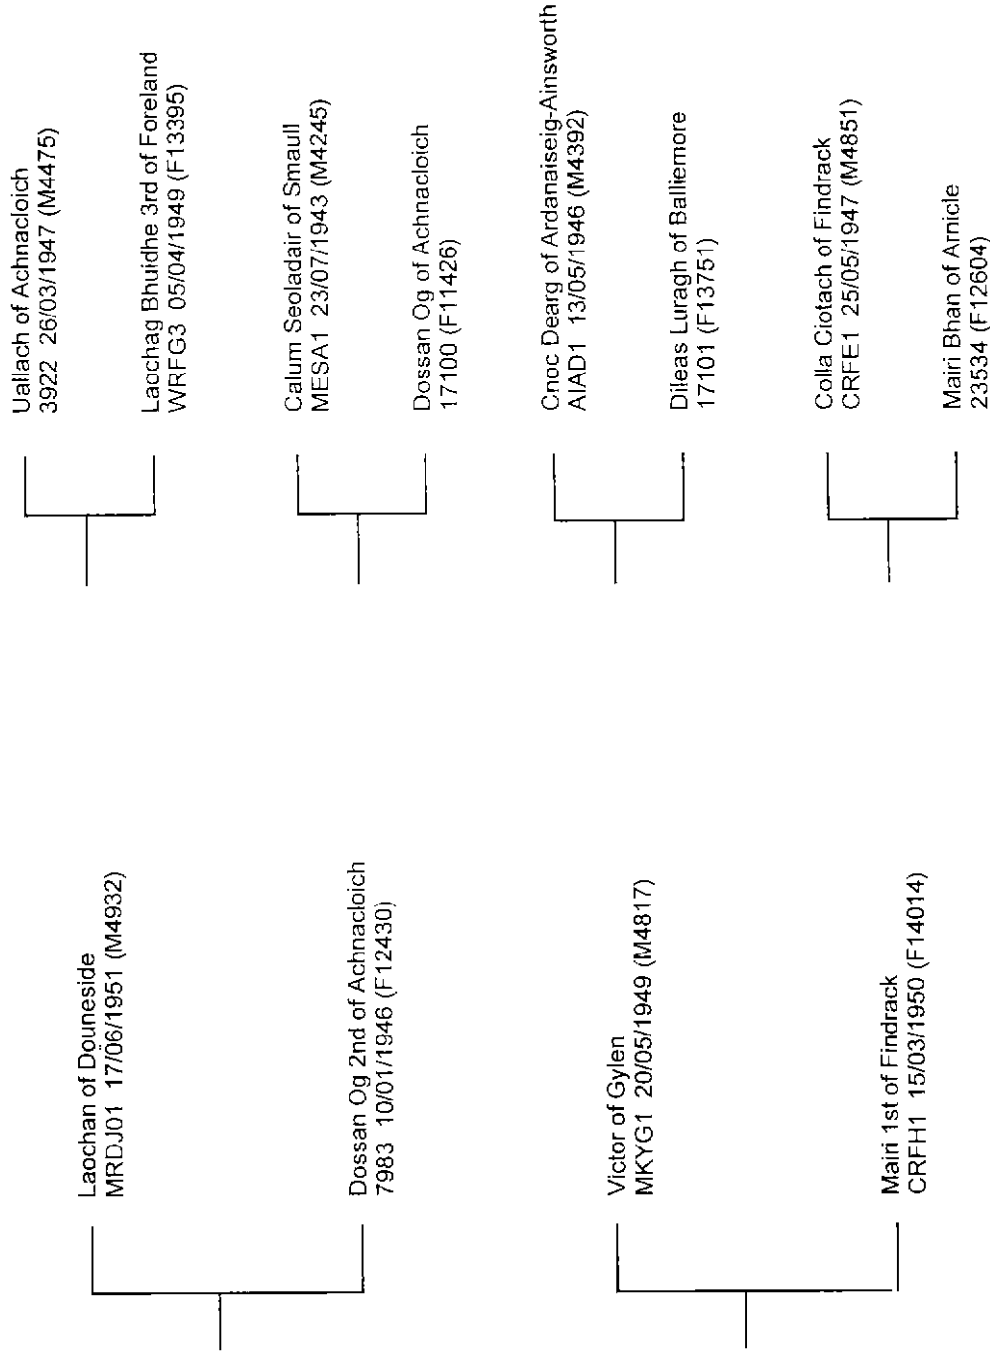 Uallach of Achnacloich
3922 26/03/1947 (M4475)
Laochag Bhuidhe 3rd of Foreland
WRFG3 05/04/1949 (F13395)
Calum Seoladair of Smaull
MESA1 23/07/1943 (M4245)
Dossan Og of Achnacloich
17100 (F11426)
Cnoc Dearg of Ardanaiseig-Ainsworth
AIAD1 13/05/1946 (M4392)
Dileas Luragh of Balliemore
17101 (F13751)
Colla Ciotach of Findrack
CRFE1 25/05/1947 (M4851)
Mairi Bhan of Arnicle
23534 (F12604)
Laochan of Douneside
MRDJ01 17/06/1951 (M4932)
Dossan Og 2nd of Achnacloich
7983 10/01/1946 (F12430)
Victor of Gylen
MKYG1 20/05/1949 (M4817)
Mairi 1st of Findrack
CRFH1 15/03/1950 (F14014)